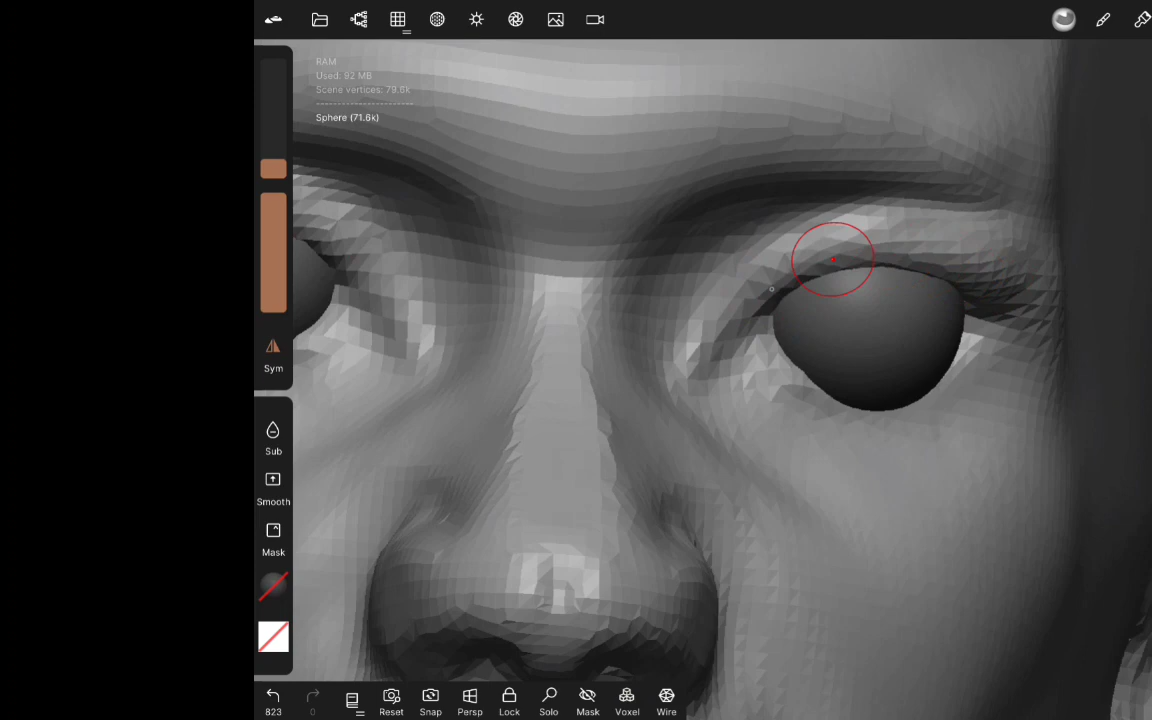 RAM
Used: 92 MB
Scene vertices: 79.6k
Sphere (71.6k)
Sym
Sub
Smooth
Mask
823
0
Reset
Snap
Persp
Lock
Solo
Mask
Voxel
Wire